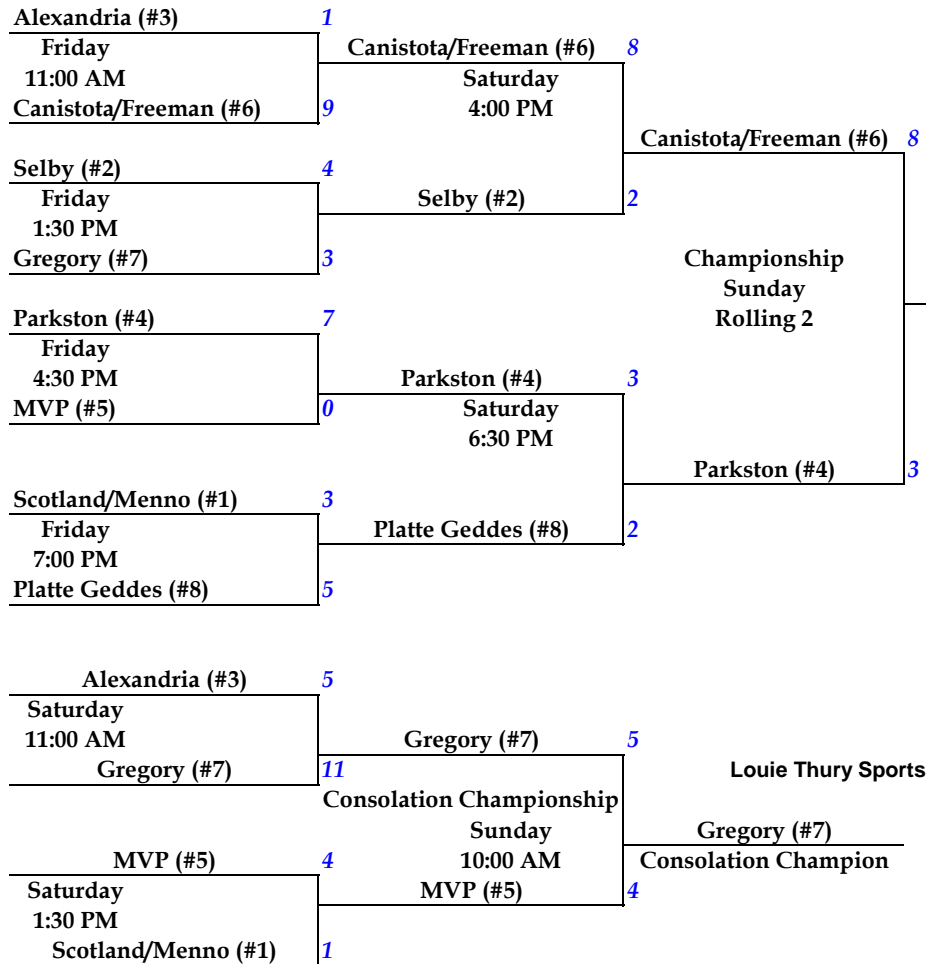 Alexandria (#3) 1
Friday Canistota/Freeman (#6) 8
11:00 AM Saturday
Canistota/Freeman (#6) 9 4:00 PM
Canistota/Freeman (#6) 8
Selby (#2) 4
Friday Selby (#2) 2
1:30 PM
Gregory (#7) 3 Championship
Sunday
Parkston (#4) 7 Rolling 2
Friday
4:30 PM Parkston (#4) 3
MVP (#5) 0 Saturday
6:30 PM
Parkston (#4) 3
Scotland/Menno (#1) 3
Friday Platte Geddes (#8) 2
7:00 PM
Platte Geddes (#8) 5
Alexandria (#3) 5
Saturday
11:00 AM Gregory (#7) 5
Gregory (#7) 11 Louie Thury Sports
Consolation Championship
Sunday Gregory (#7)
MVP (#5) 4 10:00 AM Consolation Champion
Saturday MVP (#5) 4
1:30 PM
Scotland/Menno (#1) 1